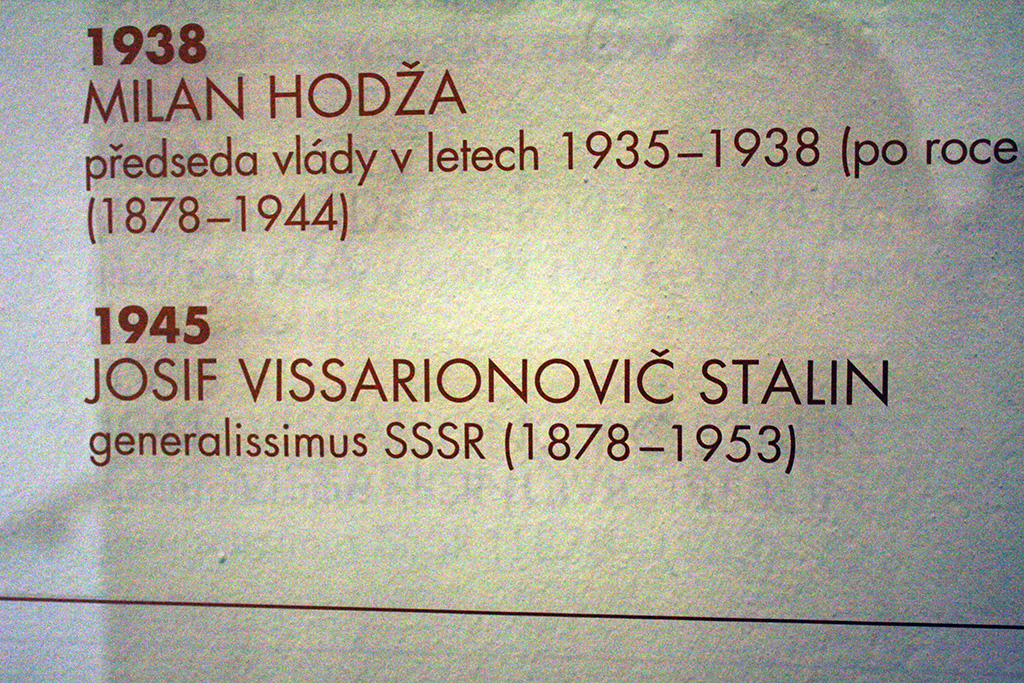 1938
MILAN HODŽA
předseda vlády v letech 1935–1938 (po roce
(1878–1944)
1945
JOSIF VISSARIONOVIČ STALIN
generalissimus SSSR (1878–1953)